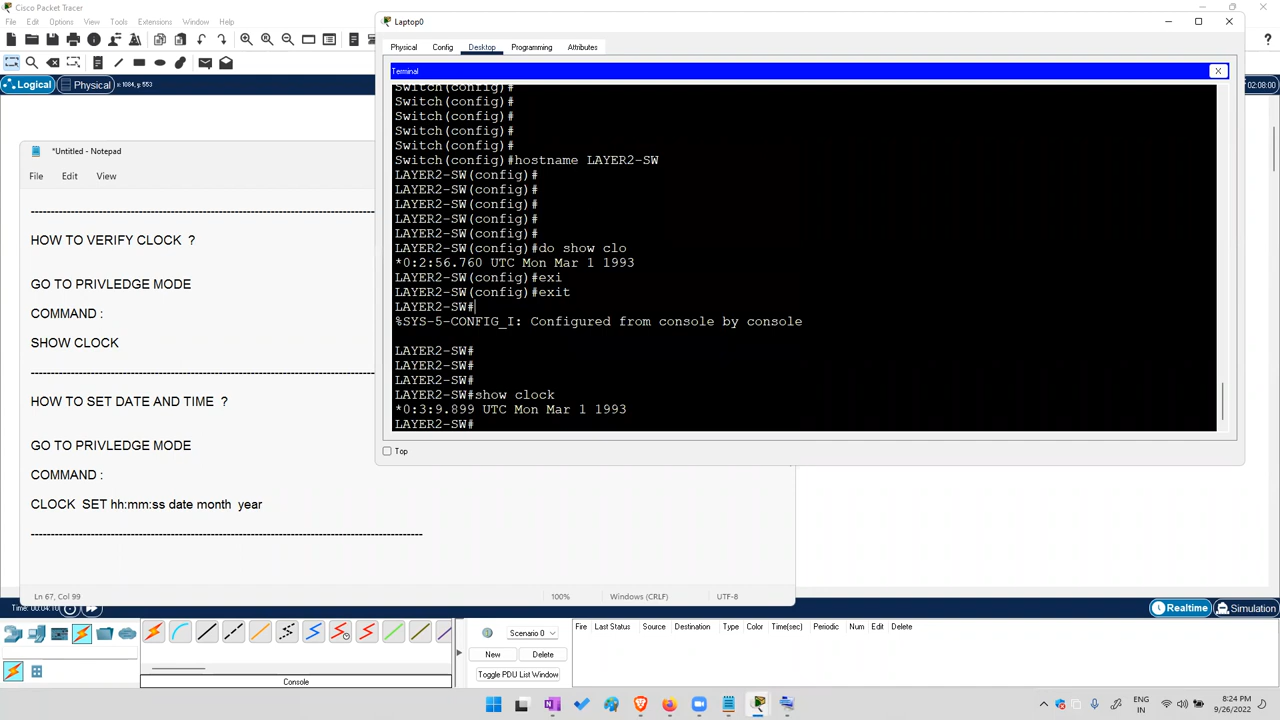 Cisco Packet Tracer
File Edit Options View Tools Extensions Window Help
Logical
Physical
x: 1084, y: 553
02:08:00
*Untitled - Notepad
File Edit View
--------------------------------------------------------------------------------------
HOW TO VERIFY CLOCK ?
GO TO PRIVLEDGE MODE
COMMAND :
SHOW CLOCK
--------------------------------------------------------------------------------------
HOW TO SET DATE AND TIME ?
GO TO PRIVLEDGE MODE
COMMAND :
CLOCK SET hh:mm:ss date month year
--------------------------------------------------------------------------------------------------
Ln 67, Col 99
100%
Windows (CRLF)
UTF-8
Laptop0
Physical Config Desktop Programming Attributes
Terminal
X
Switch(config)#
Switch(config)#
Switch(config)#
Switch(config)#
Switch(config)#
Switch(config)#hostname LAYER2-SW
LAYER2-SW(config)#
LAYER2-SW(config)#
LAYER2-SW(config)#
LAYER2-SW(config)#
LAYER2-SW(config)#
LAYER2-SW(config)#do show clo
*0:2:56.760 UTC Mon Mar 1 1993
LAYER2-SW(config)#exi
LAYER2-SW(config)#exit
LAYER2-SW#
%SYS-5-CONFIG_I: Configured from console by console
LAYER2-SW#
LAYER2-SW#
LAYER2-SW#
LAYER2-SW#show clock
*0:3:9.899 UTC Mon Mar 1 1993
LAYER2-SW#
Top
Time: 00:04:10
Realtime
Simulation
Scenario 0
New
Delete
Toggle PDU List Window
Fire Last Status Source Destination Type Color Time(sec) Periodic Num Edit Delete
Console
ENG
IN
8:24 PM
9/26/2022